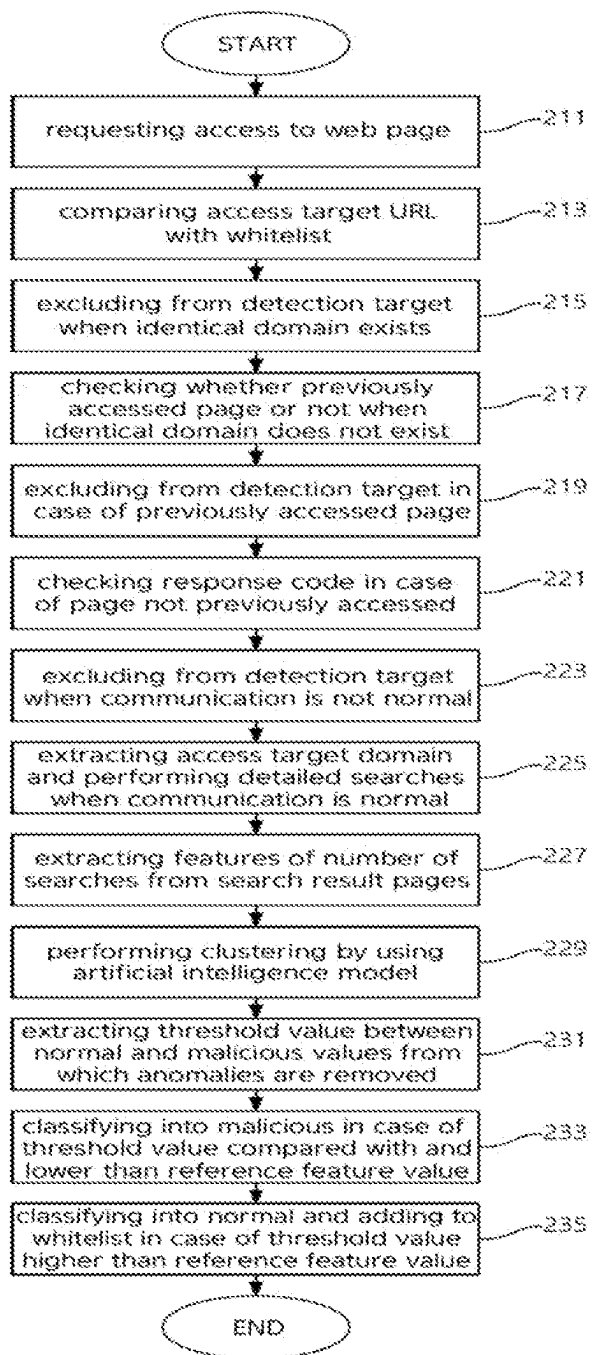 START
requesting access to web page
211
comparing access target URL
with whitelist
213
excluding from detection target
when identical domain exists
215
checking whether previously
accessed page or not when
identical domain does not exist
217
excluding from detection target in
case of previously accessed page
219
checking response code in case
of page not previously accessed
221
excluding from detection target
when communication is not normal
223
extracting access target domain
and performing detailed searches
when communication is normal
225
extracting features of number of
searches from search result pages
227
performing clustering by using
artificial intelligence model
229
extracting threshold value between
normal and malicious values from
which anomalies are removed
231
classifying into malicious in case of
threshold value compared with and
lower than reference feature value
233
classifying into normal and adding to
whitelist in case of threshold value
higher than reference feature value
235
END